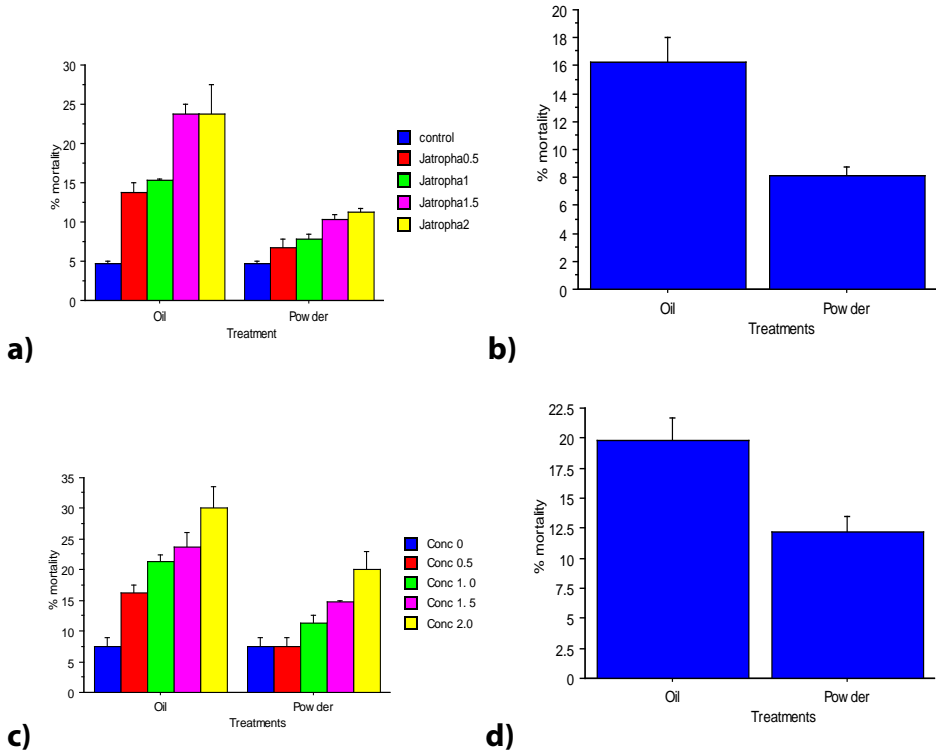 30
25
20
15
10
5
0
% mortality
Oil
Pow der
Treatment
control
Jatropha0.5
Jatropha1
Jatropha1.5
Jatropha2
a)
20
18
16
14
12
10
8
6
4
2
0
% mortality
Oil
Pow der
Treatments
b)
35
30
25
20
15
10
5
0
% mortality
Oil
Pow der
Treatments
Conc 0
Conc 0.5
Conc 1. 0
Conc 1. 5
Conc 2.0
c)
22.5
20
17.5
15
12.5
10
7.5
5
2.5
0
% mortality
Oil
Pow der
Treatments
d)